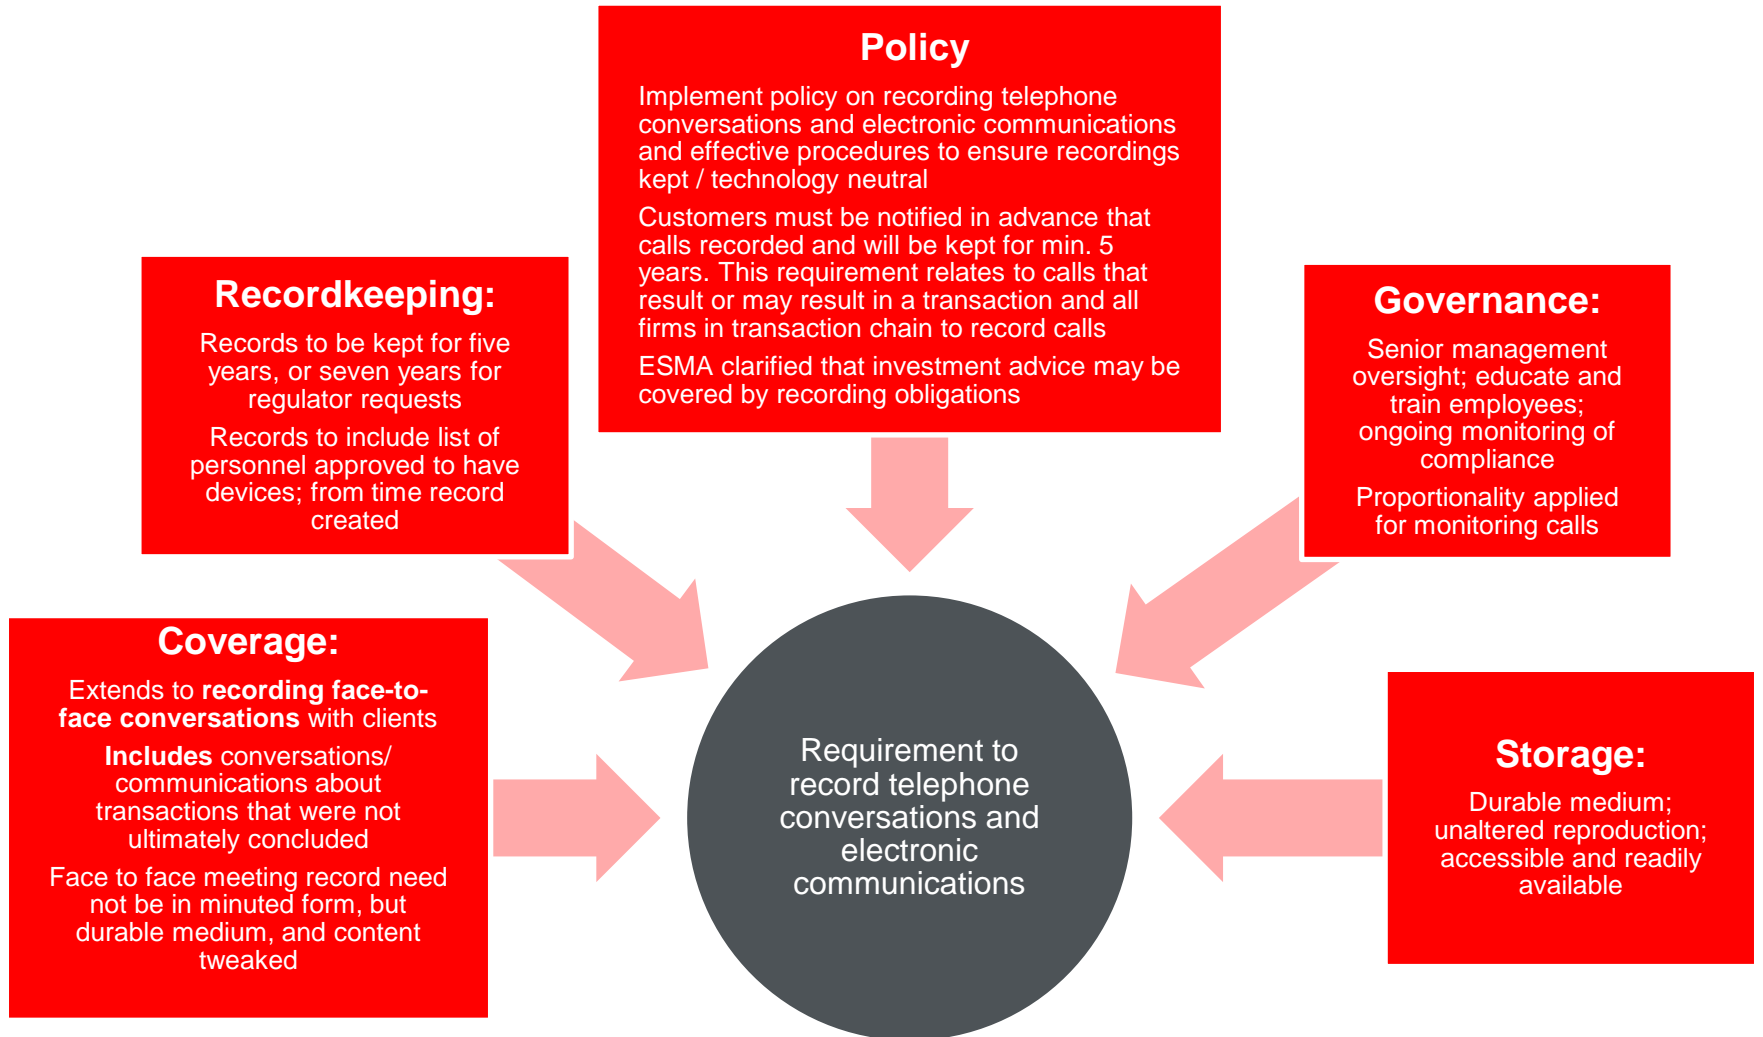 Policy
Implement policy on recording telephone
conversations and electronic communications
and effective procedures to ensure recordings
kept / technology neutral
Customers must be notified in advance that
calls recorded and will be kept for min. 5
years. This requirement relates to calls that
result or may result in a transaction and all
firms in transaction chain to record calls
ESMA clarified that investment advice may be
covered by recording obligations
Recordkeeping:
Records to be kept for five
years, or seven years for
regulator requests
Records to include list of
personnel approved to have
devices; from time record
created
Governance:
Senior management
oversight; educate and
train employees;
ongoing monitoring of
compliance
Proportionality applied
for monitoring calls
Coverage:
Extends to recording face-to-
face conversations with clients
Includes conversations/
communications about
transactions that were not
ultimately concluded
Face to face meeting record need
not be in minuted form, but
durable medium, and content
tweaked
Requirement to
record telephone
conversations and
electronic
communications
Storage:
Durable medium;
unaltered reproduction;
accessible and readily
available